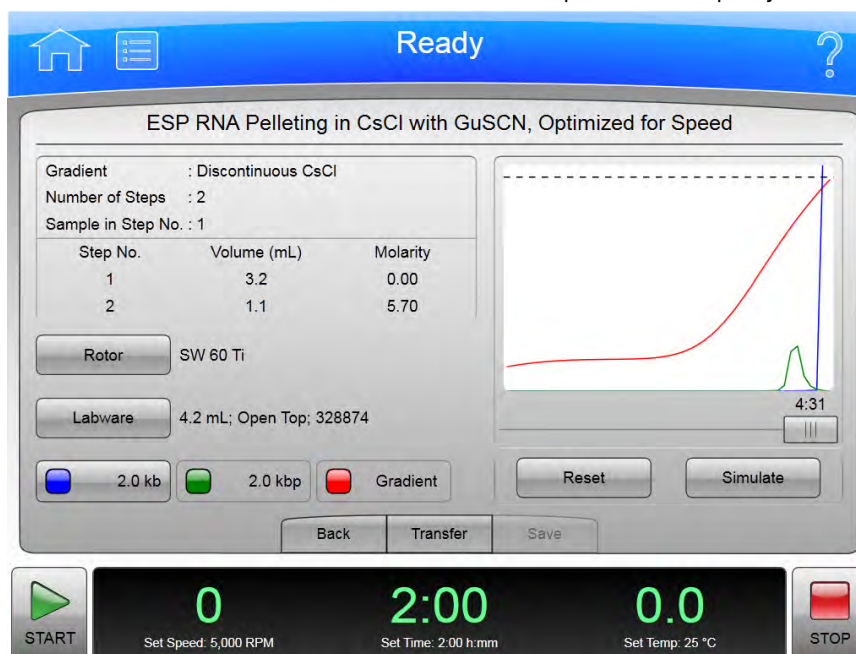 Ready
ESP RNA Pelleting in CsCl with GuSCN, Optimized for Speed
Gradient : Discontinuous CsCl
Number of Steps : 2
Sample in Step No. : 1
Step No. Volume (mL) Molarity
1 3.2 0.00
2 1.1 5.70
Rotor SW 60 Ti
Labware 4.2 mL; Open Top; 328874
4:31
2.0 kb 2.0 kbp Gradient
Reset Simulate
Back Transfer Save
START
0 2:00 0.0
Set Speed: 5,000 RPM Set Time: 2:00 h:mm Set Temp: 25 °C
STOP